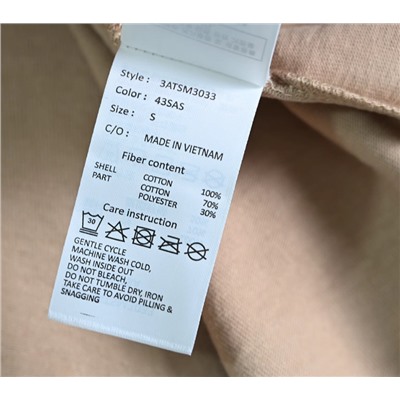 Style : 3ATSM3033
Color : 43SAS
Size : S
C/O : MADE IN VIETNAM
Fiber content
SHELL COTTON 100%
PART COTTON 70%
POLYESTER 30%
Care instruction
30
GENTLE CYCLE
MACHINE WASH COLD,
WASH INSIDE OUT
DO NOT BLEACH,
DO NOT TUMBLE DRY, IRON
TAKE CARE TO AVOID PILLING &
SNAGGING